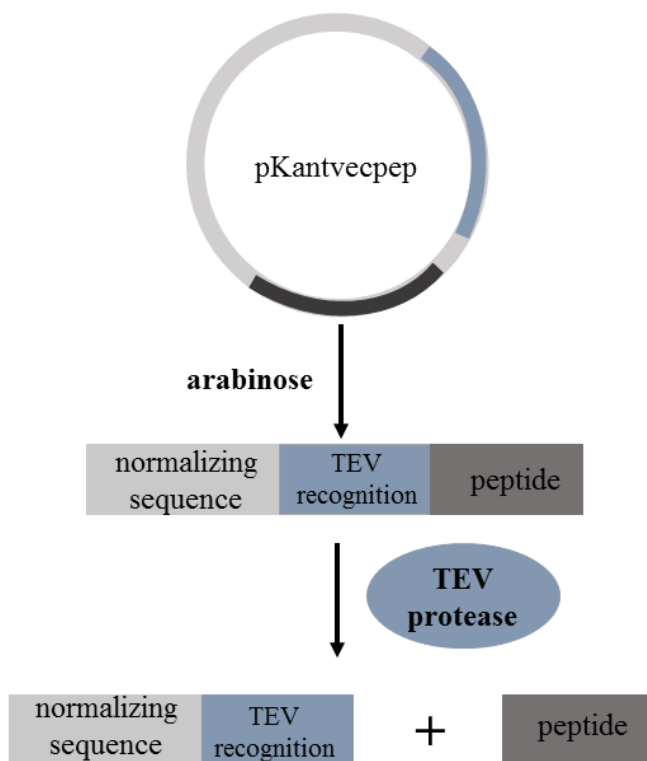 pKantvecpep
arabinose
normalizing
sequence
TEV
recognition
peptide
TEV
protease
normalizing
sequence
TEV
recognition
+
peptide